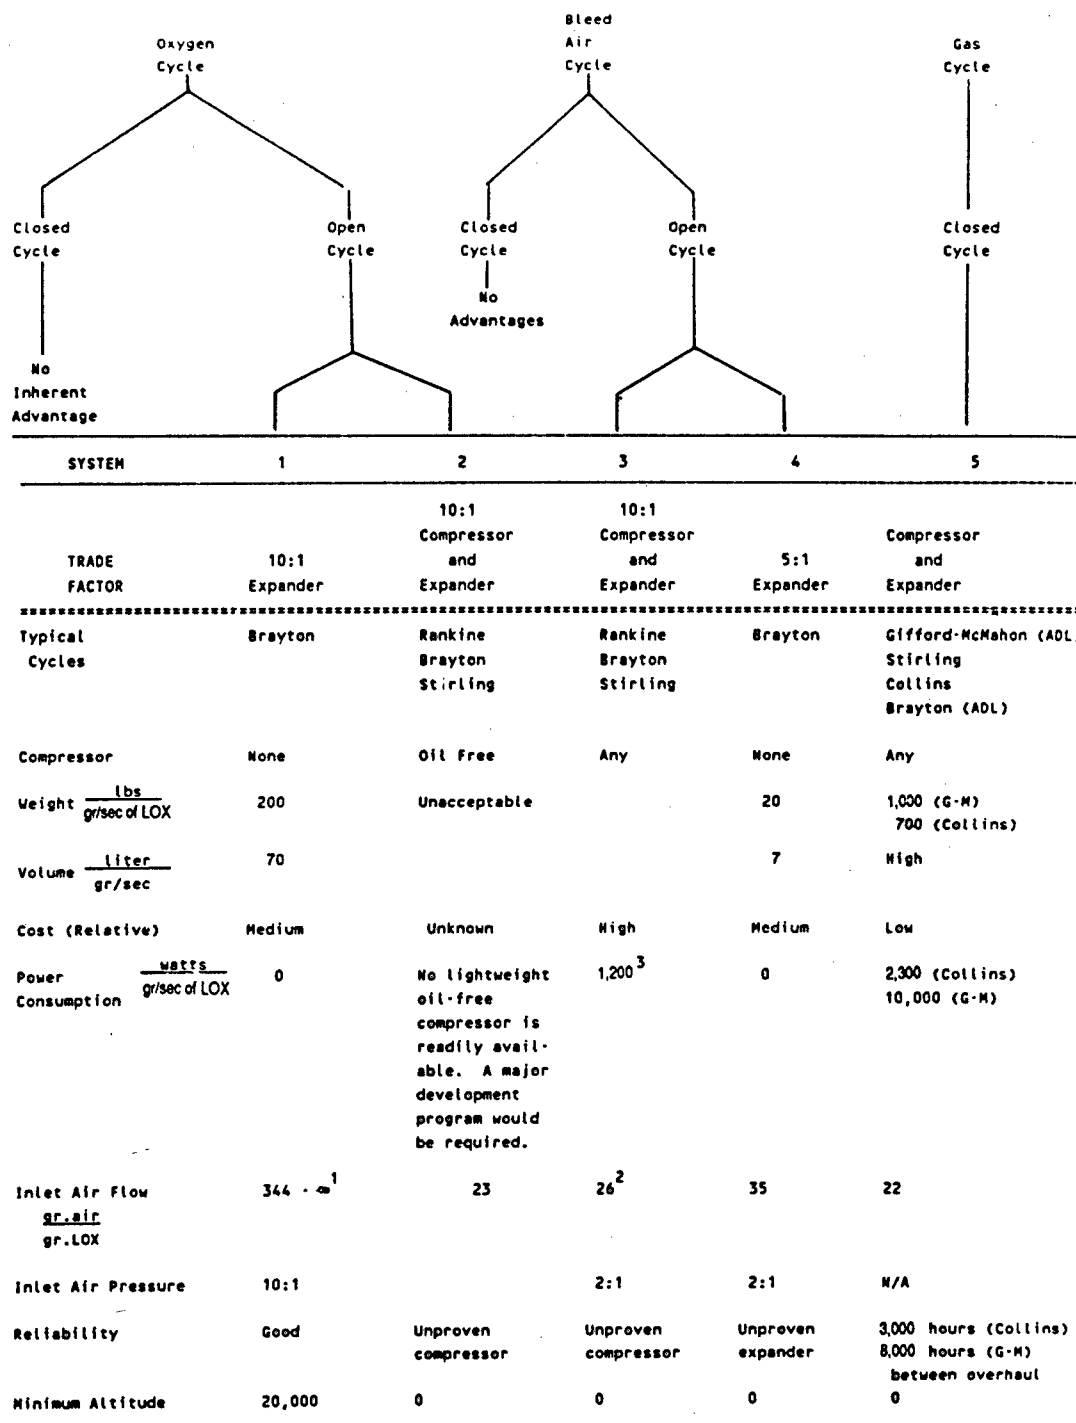 Oxygen
Cycle
Bleed
Air
Cycle
Gas
Cycle
Closed
Cycle
Open
Cycle
Closed
Cycle
Open
Cycle
Closed
Cycle
No
Advantages
No
Inherent
Advantage
SYSTEM 1 2 3 4 5
10:1 10:1
Compressor Compressor Compressor
TRADE 10:1 and and 5:1 and
FACTOR Expander Expander Expander Expander Expander
Typical Brayton Rankine Rankine Brayton Gifford-McMahon (ADL
Cycles Brayton Brayton Stirling
Stirling Stirling Collins
Brayton (ADL)
Compressor None Oil Free Any None Any
Weight lbs 200 Unacceptable 20 1,000 (G-M)
gr/sec of LOX 700 (Collins)
Volume liter 70 7 High
gr/sec
Cost (Relative) Medium Unknown High Medium Low
Power watts 0 No lightweight 1,200 3 0 2,300 (Collins)
Consumption gr/sec of LOX oil-free 10,000 (G-M)
compressor is
readily avail-
able. A major
development
program would
be required.
Inlet Air Flow 344 - ∞ 1 23 26 2 35 22
gr.air
gr.LOX
Inlet Air Pressure 10:1 2:1 2:1 N/A
Reliability Good Unproven Unproven Unproven 3,000 hours (Collins)
compressor compressor expander 8,000 hours (G-M)
between overhaul
Minimum Altitude 20,000 0 0 0 0